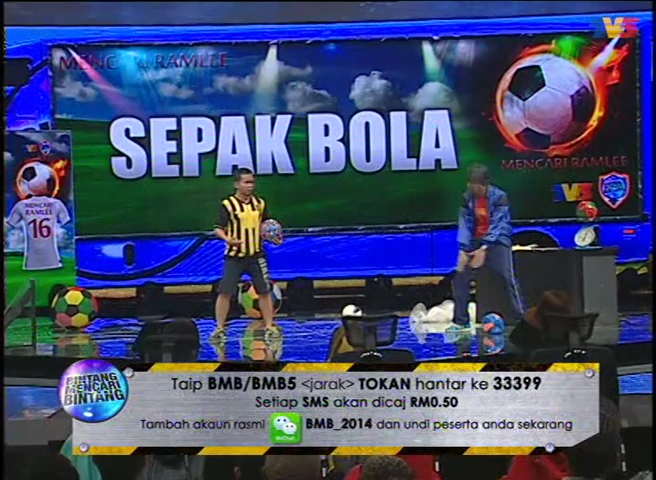 MENCARI RAMLEE
SEPAK BOLA
MENCARI RAMLEE
MENCARI
RAMLEE
16
BINTANG
MENCARI
BINTANG
Taip BMB/BMB5 <jarak> TOKAN hantar ke 33399
Setiap SMS akan dicaj RM0.50
Tambah akaun rasmi WeChat BMB_2014 dan undi peserta anda sekarang